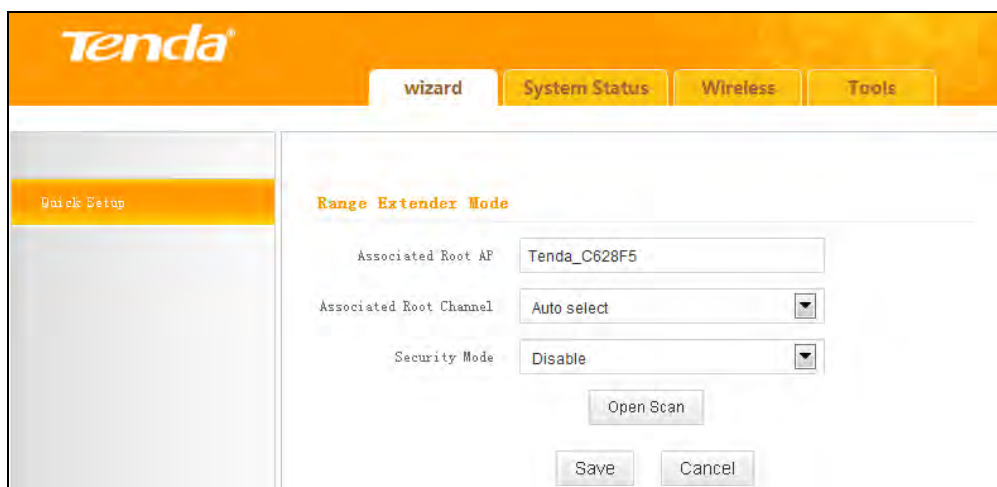 Tenda®
wizard System Status Wireless Tools
Quick Setup
Range Extender Mode
Associated Root AP Tenda_C628F5
Associated Root Channel Auto select
Security Mode Disable
Open Scan
Save Cancel